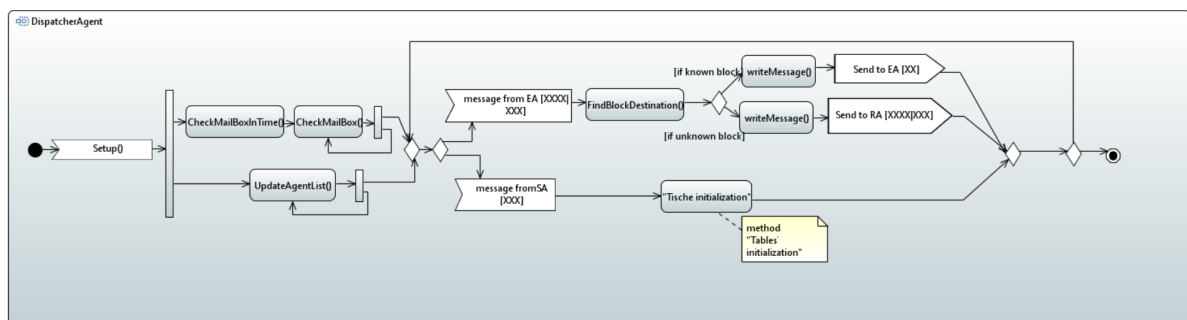 DispatcherAgent
Setup()
CheckMailBoxInTime()
CheckMailBox()
UpdateAgentList()
message from EA [XXXX|
XXX]
FindBlockDestination()
[if known block]
writeMessage()
Send to EA [XX]
[if unknown block]
writeMessage()
Send to RA [XXXX|XXX]
message fromSA
[XXX]
"Tische initialization"
method
"Tables'
initialization"